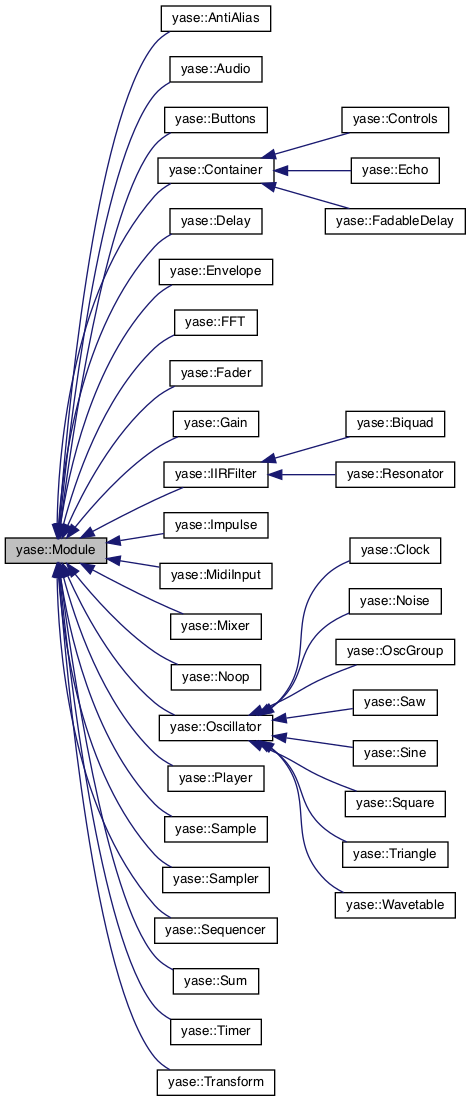 yase::AntiAlias
yase::Audio
yase::Buttons
yase::Controls
yase::Container
yase::Echo
yase::Delay
yase::FadableDelay
yase::Envelope
yase::FFT
yase::Fader
yase::Gain
yase::Biquad
yase::IIRFilter
yase::Resonator
yase::Impulse
yase::Module
yase::Clock
yase::MidiInput
yase::Noise
yase::Mixer
yase::OscGroup
yase::Noop
yase::Saw
yase::Oscillator
yase::Sine
yase::Player
yase::Square
yase::Sample
yase::Triangle
yase::Sampler
yase::Wavetable
yase::Sequencer
yase::Sum
yase::Timer
yase::Transform